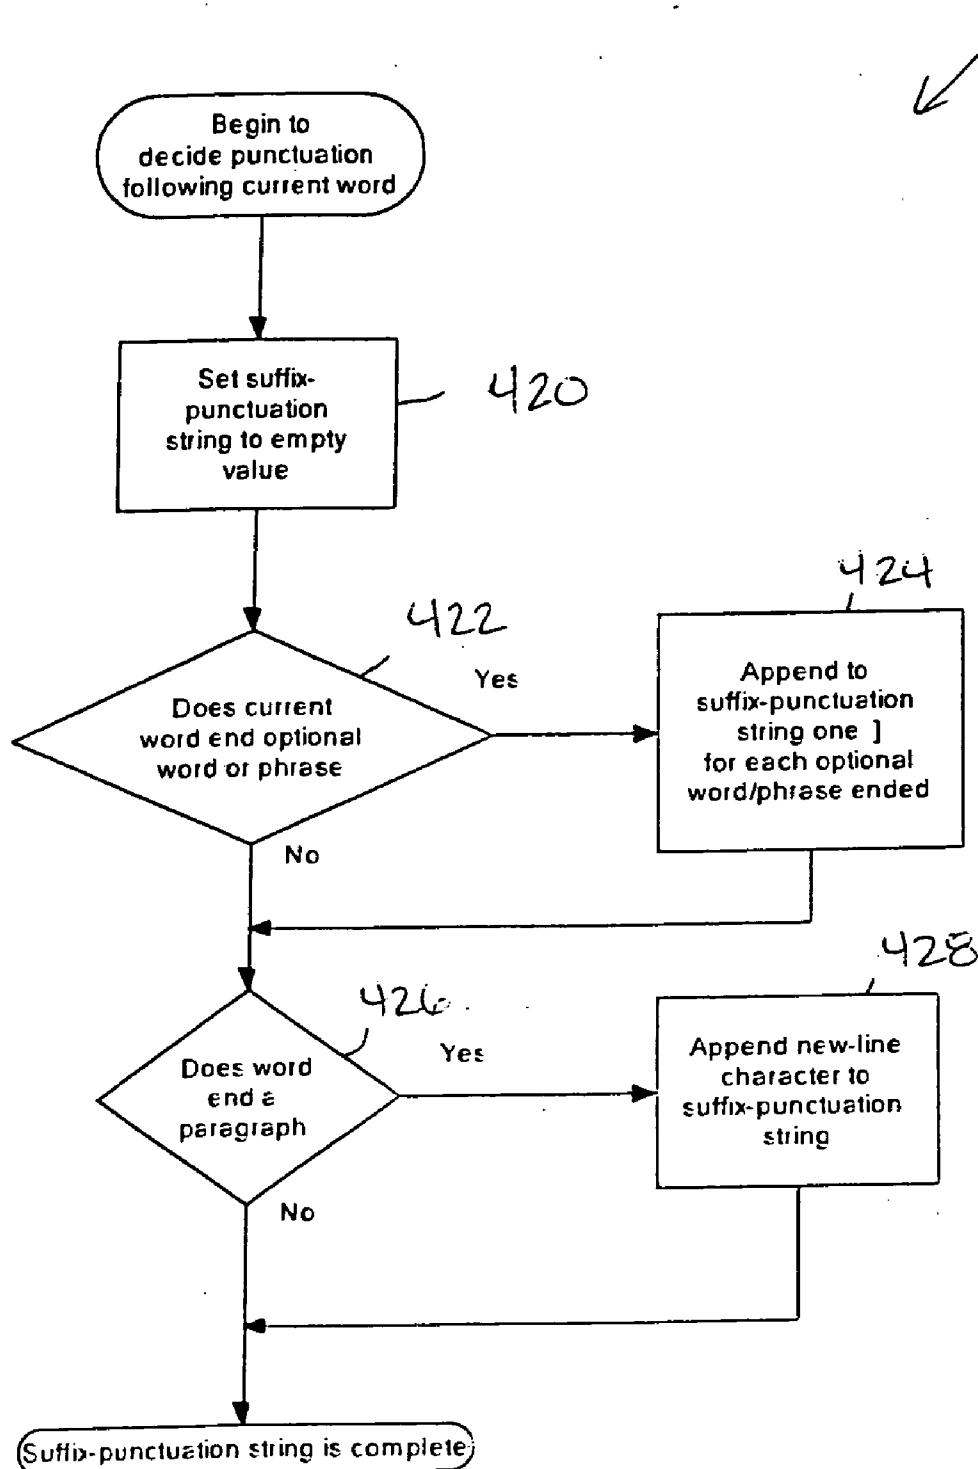 Begin to
decide punctuation
following current word
Set suffix-
punctuation
string to empty
value
420
422
Does current
word end optional
word or phrase
Yes
No
424
Append to
suffix-punctuation
string one ]
for each optional
word/phrase ended
426
Does word
end a
paragraph
Yes
No
428
Append new-line
character to
suffix-punctuation
string
Suffix-punctuation string is complete